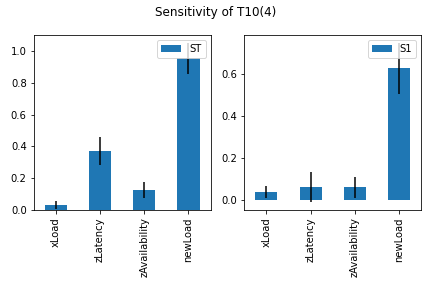 Sensitivity of T10(4)
ST
1.0
0.8
0.6
0.4
0.2
0.0
xLoad
zLatency
zAvailability
newLoad
S1
0.6
0.4
0.2
0.0
xLoad
zLatency
zAvailability
newLoad